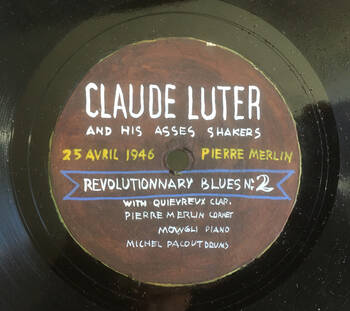 CLAUDE LUTER
AND HIS ASSES SHAKERS
25 AVRIL 1946 PIERRE MERLIN
REVOLUTIONNARY BLUES No: 2
WITH QUIEVREUX CLAR.
PIERRE MERLIN CORNET
MOWGLI PIANO
MICHEL PACOUT DRUMS